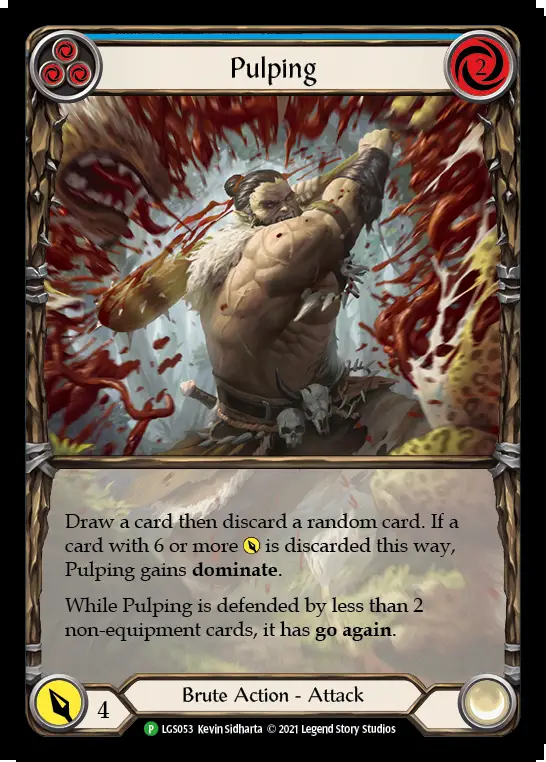 Pulping
2
Draw a card then discard a random card. If a
card with 6 or more is discarded this way,
Pulping gains dominate.
While Pulping is defended by less than 2
non-equipment cards, it has go again.
4
Brute Action - Attack
P LGS053 Kevin Sidharta © 2021 Legend Story Studios